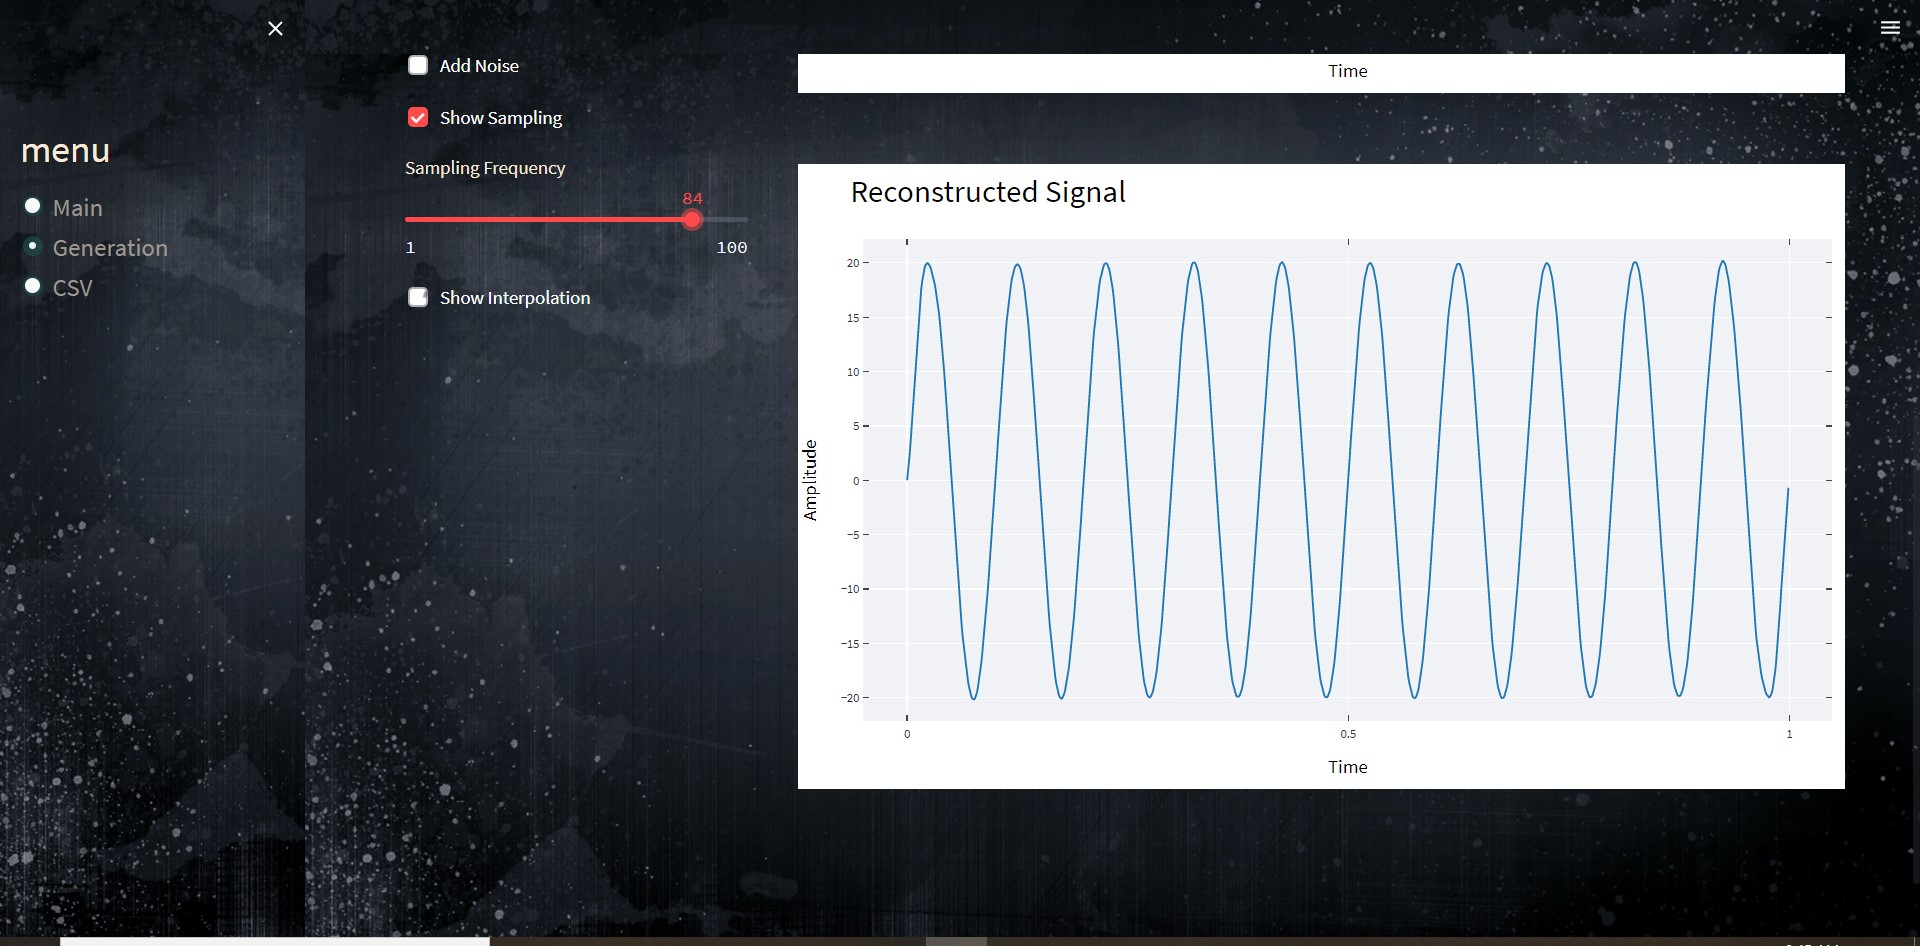 menu
Main
Generation
CSV
Add Noise
Show Sampling
Sampling Frequency
84
1 100
Show Interpolation
Time
Reconstructed Signal
20
15
10
5
0
−5
−10
−15
−20
Amplitude
0 0.5 1
Time